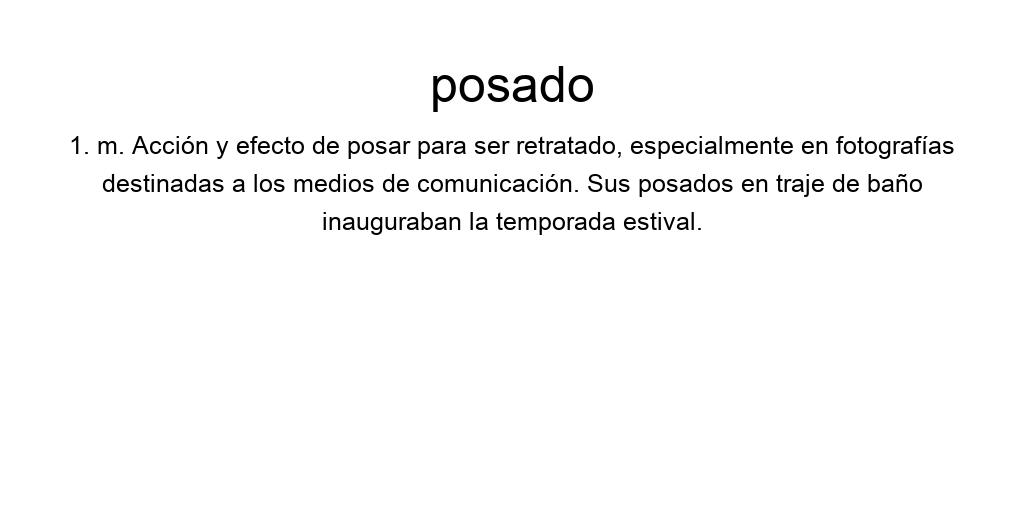 posado
1. m. Acción y efecto de posar para ser retratado, especialmente en fotografías
destinadas a los medios de comunicación. Sus posados en traje de baño
inauguraban la temporada estival.